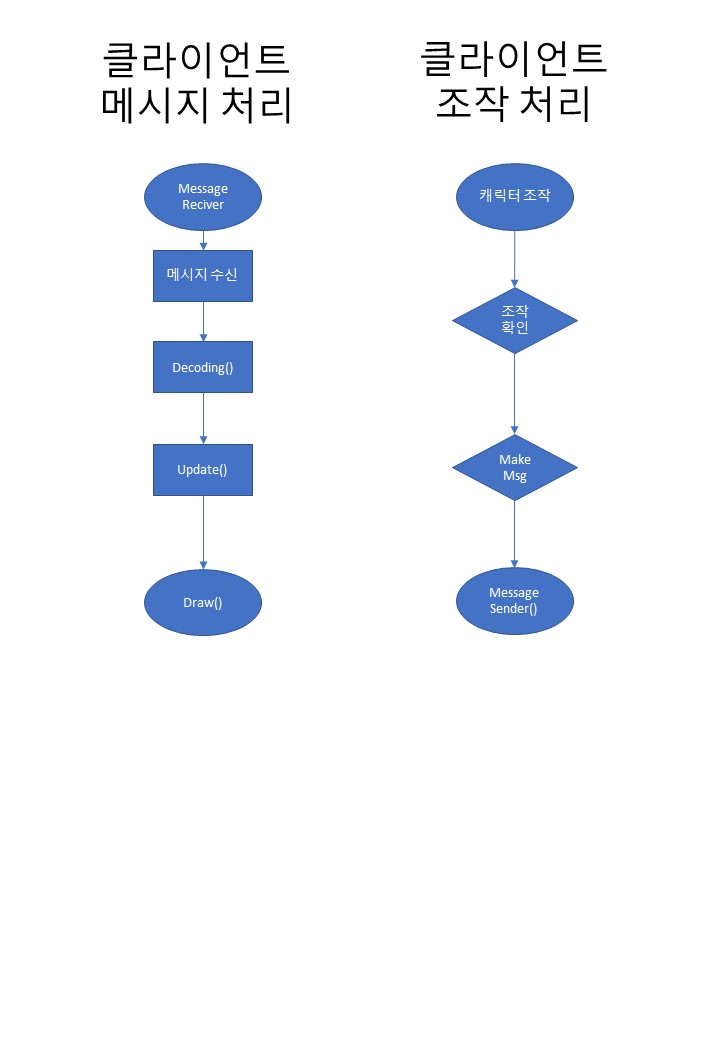 클라이언트
메시지 처리
Message
Reciver
메시지 수신
Decoding()
Update()
Draw()
클라이언트
조작 처리
캐릭터 조작
조작
확인
Make
Msg
Message
Sender()